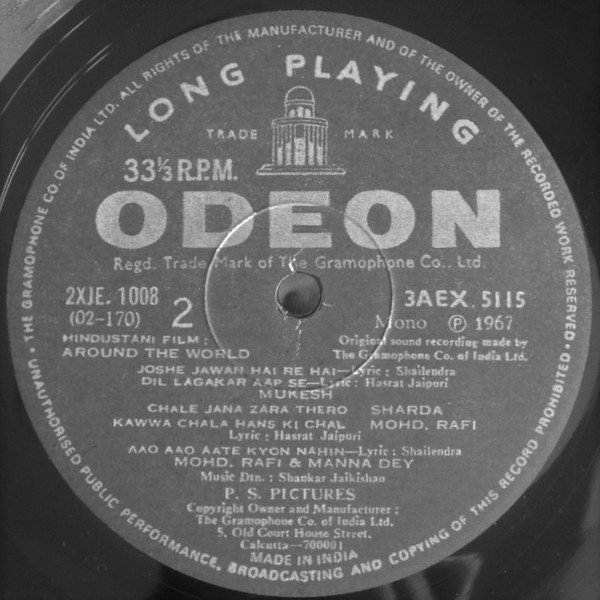 THE GRAMOPHONE CO. OF INDIA LTD. ALL RIGHTS OF THE MANUFACTURER AND OF THE OWNER OF THE RECORDED WORK RESERVED
UNAUTHORISED PUBLIC PERFORMANCE, BROADCASTING AND COPYING OF THIS RECORD PROHIBITED
LONG PLAYING
TRADE MARK
33⅓ R.P.M.
ODEON
Regd. Trade Mark of The Gramophone Co., Ltd.
2XJE. 1008 3AEX. 5115
(02-170) 2 Mono Ⓟ 1967
HINDUSTANI FILM : Original sound recording made by
AROUND THE WORLD The Gramophone Co. of India Ltd.
JOSHE JAWAN HAI RE HAI—Lyric : Shailendra
DIL LAGAKAR AAP SE—Lyric : Hasrat Jaipuri
MUKESH
CHALE JANA ZARA THERO SHARDA
KAWWA CHALA HANS KI CHAL MOHD. RAFI
Lyric : Hasrat Jaipuri
AAO AAO AATE KYON NAHIN—Lyric : Shailendra
MOHD. RAFI & MANNA DEY
Music Dtn. : Shankar Jaikishan
P. S. PICTURES
Copyright Owner and Manufacturer :
The Gramophone Co. of India Ltd.
5, Old Court House Street,
Calcutta—700001
MADE IN INDIA